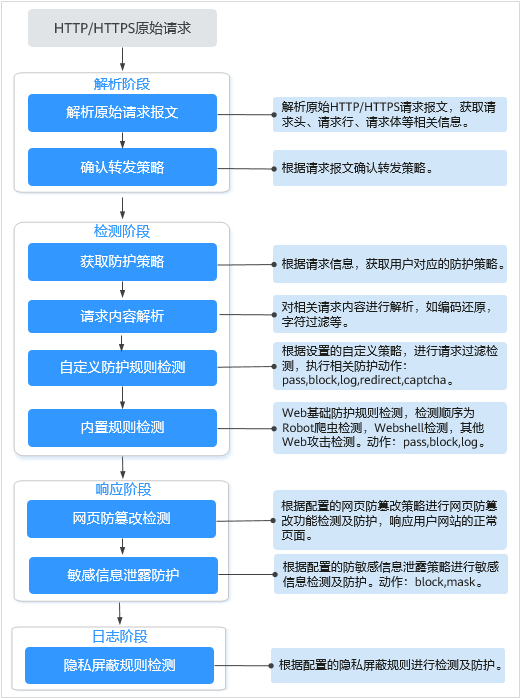 HTTP/HTTPS原始请求
解析阶段
解析原始请求报文
解析原始HTTP/HTTPS请求报文，获取请
求头、请求行、请求体等相关信息。
确认转发策略
根据请求报文确认转发策略。
检测阶段
获取防护策略
根据请求信息，获取用户对应的防护策略。
请求内容解析
对相关请求内容进行解析，如编码还原，
字符过滤等。
自定义防护规则检测
根据设置的自定义策略，进行请求过滤检
测，执行相关防护动作：
pass,block,log,redirect,captcha。
内置规则检测
Web基础防护规则检测，检测顺序为
Robot爬虫检测，Webshell检测，其他
Web攻击检测。动作：pass,block,log。
响应阶段
网页防篡改检测
根据配置的网页防篡改策略进行网页防篡
改功能检测及防护，响应用户网站的正常
页面。
敏感信息泄露防护
根据配置的防敏感信息泄露策略进行敏感
信息检测及防护。动作：block,mask。
日志阶段
隐私屏蔽规则检测
根据配置的隐私屏蔽规则进行检测及防护。